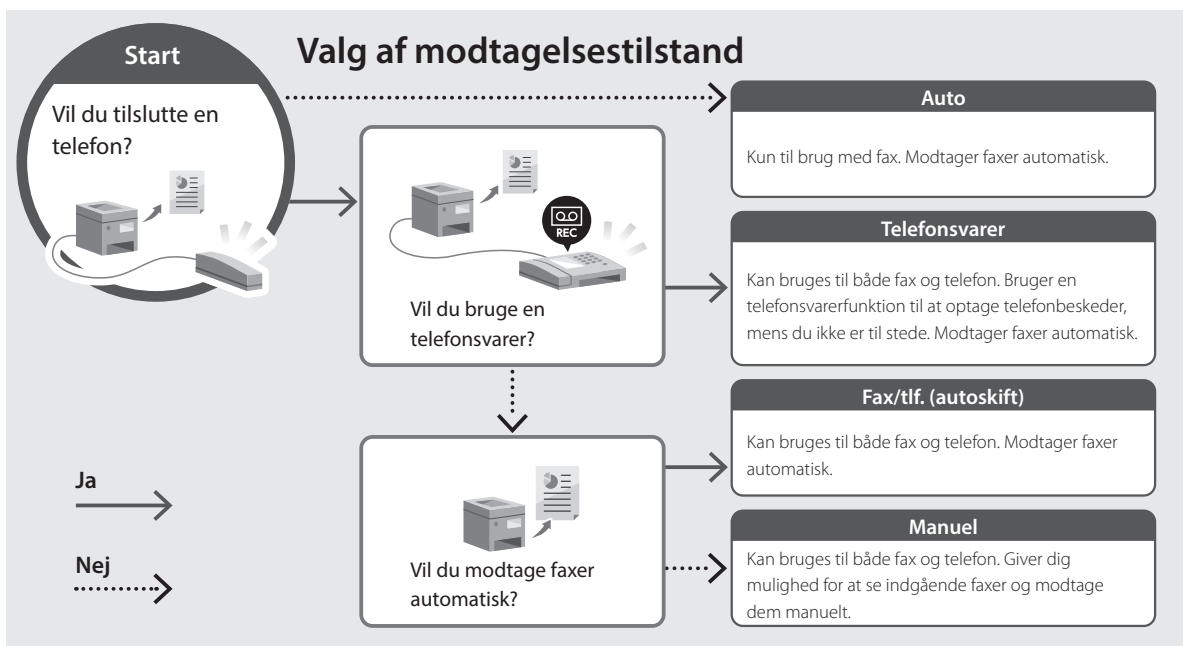 Start
Valg af modtagelsestilstand
Vil du tilslutte en
telefon?
Auto
Kun til brug med fax. Modtager faxer automatisk.
REC
Vil du bruge en
telefonsvarer?
Telefonsvarer
Kan bruges til både fax og telefon. Bruger en
telefonsvarerfunktion til at optage telefonbeskeder,
mens du ikke er til stede. Modtager faxer automatisk.
Fax/tlf. (autoskift)
Kan bruges til både fax og telefon. Modtager faxer
automatisk.
Vil du modtage faxer
automatisk?
Manuel
Kan bruges til både fax og telefon. Giver dig
mulighed for at se indgående faxer og modtage
dem manuelt.
Ja
Nej